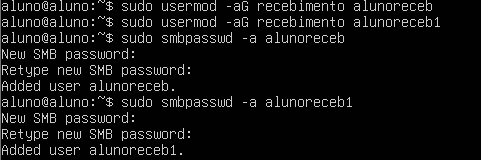 aluno@aluno:~$ sudo usermod -aG recebimento alunoreceb
aluno@aluno:~$ sudo usermod -aG recebimento alunoreceb1
aluno@aluno:~$ sudo smbpasswd -a alunoreceb
New SMB password:
Retype new SMB password:
Added user alunoreceb.
aluno@aluno:~$ sudo smbpasswd -a alunoreceb1
New SMB password:
Retype new SMB password:
Added user alunoreceb1.